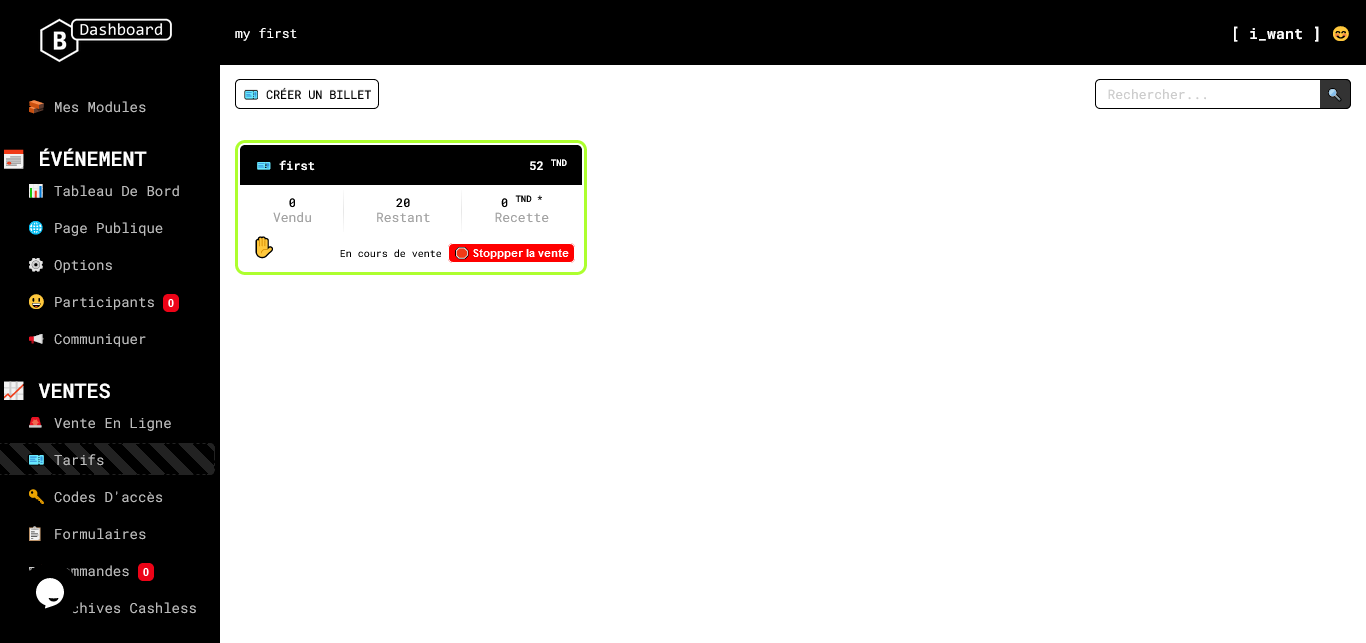 B Dashboard
my first
[ i_want ]
Mes Modules
CRÉER UN BILLET
Rechercher...
ÉVÉNEMENT
Tableau De Bord
Page Publique
Options
Participants 0
Communiquer
first
52 TND
0
20
0 TND *
Vendu
Restant
Recette
En cours de vente
Stoppper la vente
VENTES
Vente En Ligne
Tarifs
Codes D'accès
Formulaires
mmandes 0
chives Cashless